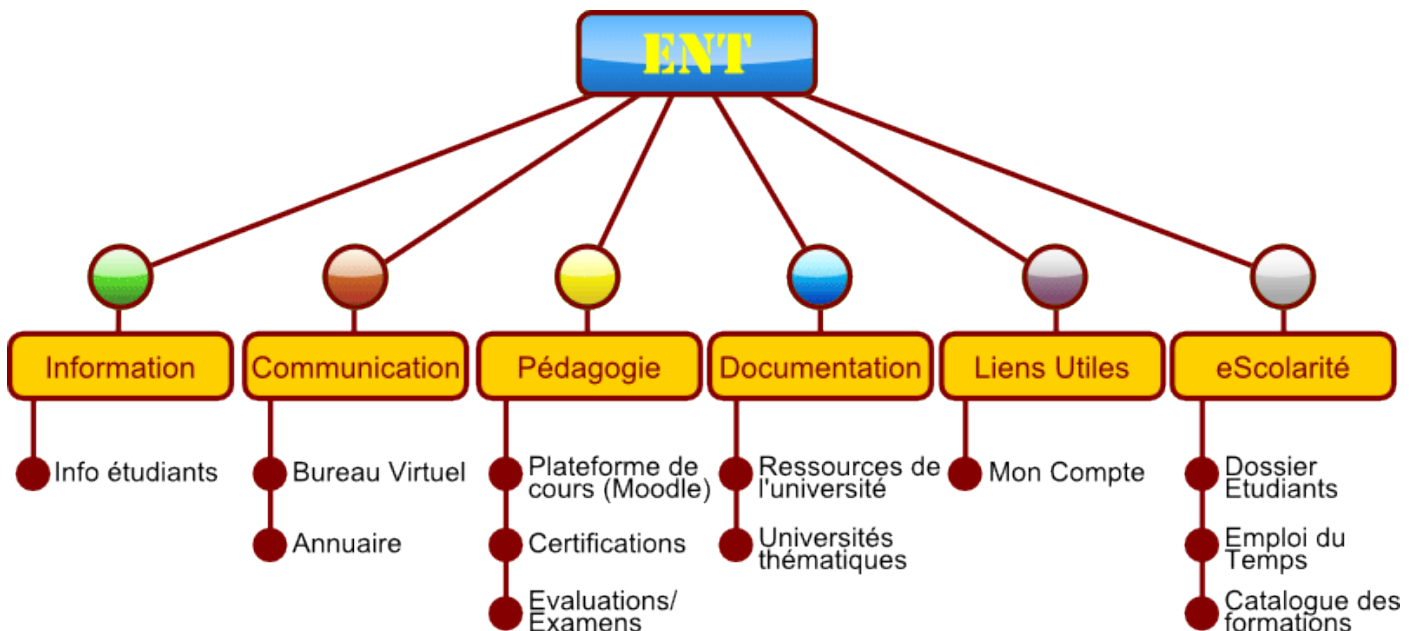 ENT
Information
Communication
Pédagogie
Documentation
Liens Utiles
eScolarité
Info étudiants
Bureau Virtuel
Annuaire
Plateforme de
cours (Moodle)
Certifications
Evaluations/
Examens
Ressources de
l'université
Universités
thématiques
Mon Compte
Dossier
Etudiants
Emploi du
Temps
Catalogue des
formations